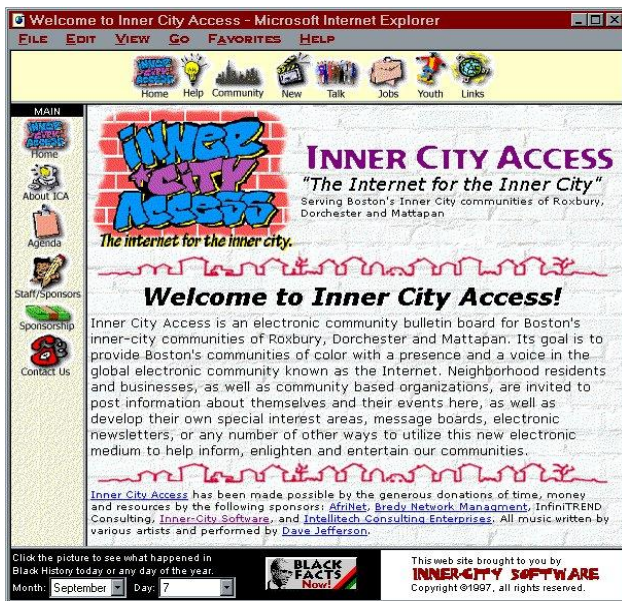 Welcome to Inner City Access - Microsoft Internet Explorer
FILE EDIT VIEW GO FAVORITES HELP
INNER CITY ACCESS
Home Help Community New Talk Jobs Youth Links
MAIN
INNER CITY ACCESS
Home
About ICA
Agenda
Staff/Sponsors
Sponsorship
Contact Us
INNER CITY ACCESS
The internet for the inner city.
INNER CITY ACCESS
"The Internet for the Inner City"
Serving Boston's Inner City communities of Roxbury,
Dorchester and Mattapan
Welcome to Inner City Access!
Inner City Access is an electronic community bulletin board for Boston's
inner-city communities of Roxbury, Dorchester and Mattapan. Its goal is to
provide Boston's communities of color with a presence and a voice in the
global electronic community known as the Internet. Neighborhood residents
and businesses, as well as community based organizations, are invited to
post information about themselves and their events here, as well as
develop their own special interest areas, message boards, electronic
newsletters, or any number of other ways to utilize this new electronic
medium to help inform, enlighten and entertain our communities.
Inner City Access has been made possible by the generous donations of time, money
and resources by the following sponsors: AfriNet, Bredy Network Managment, InfiniTREND
Consulting, Inner-City Software, and Intellitech Consulting Enterprises. All music written by
various artists and performed by Dave Jefferson.
Click the picture to see what happened in
Black History today or any day of the year.
Month: September Day: 7
BLACK
FACTS
Now!
This web site brought to you by
INNER-CITY SOFTWARE
Copyright ©1997, all rights reserved.